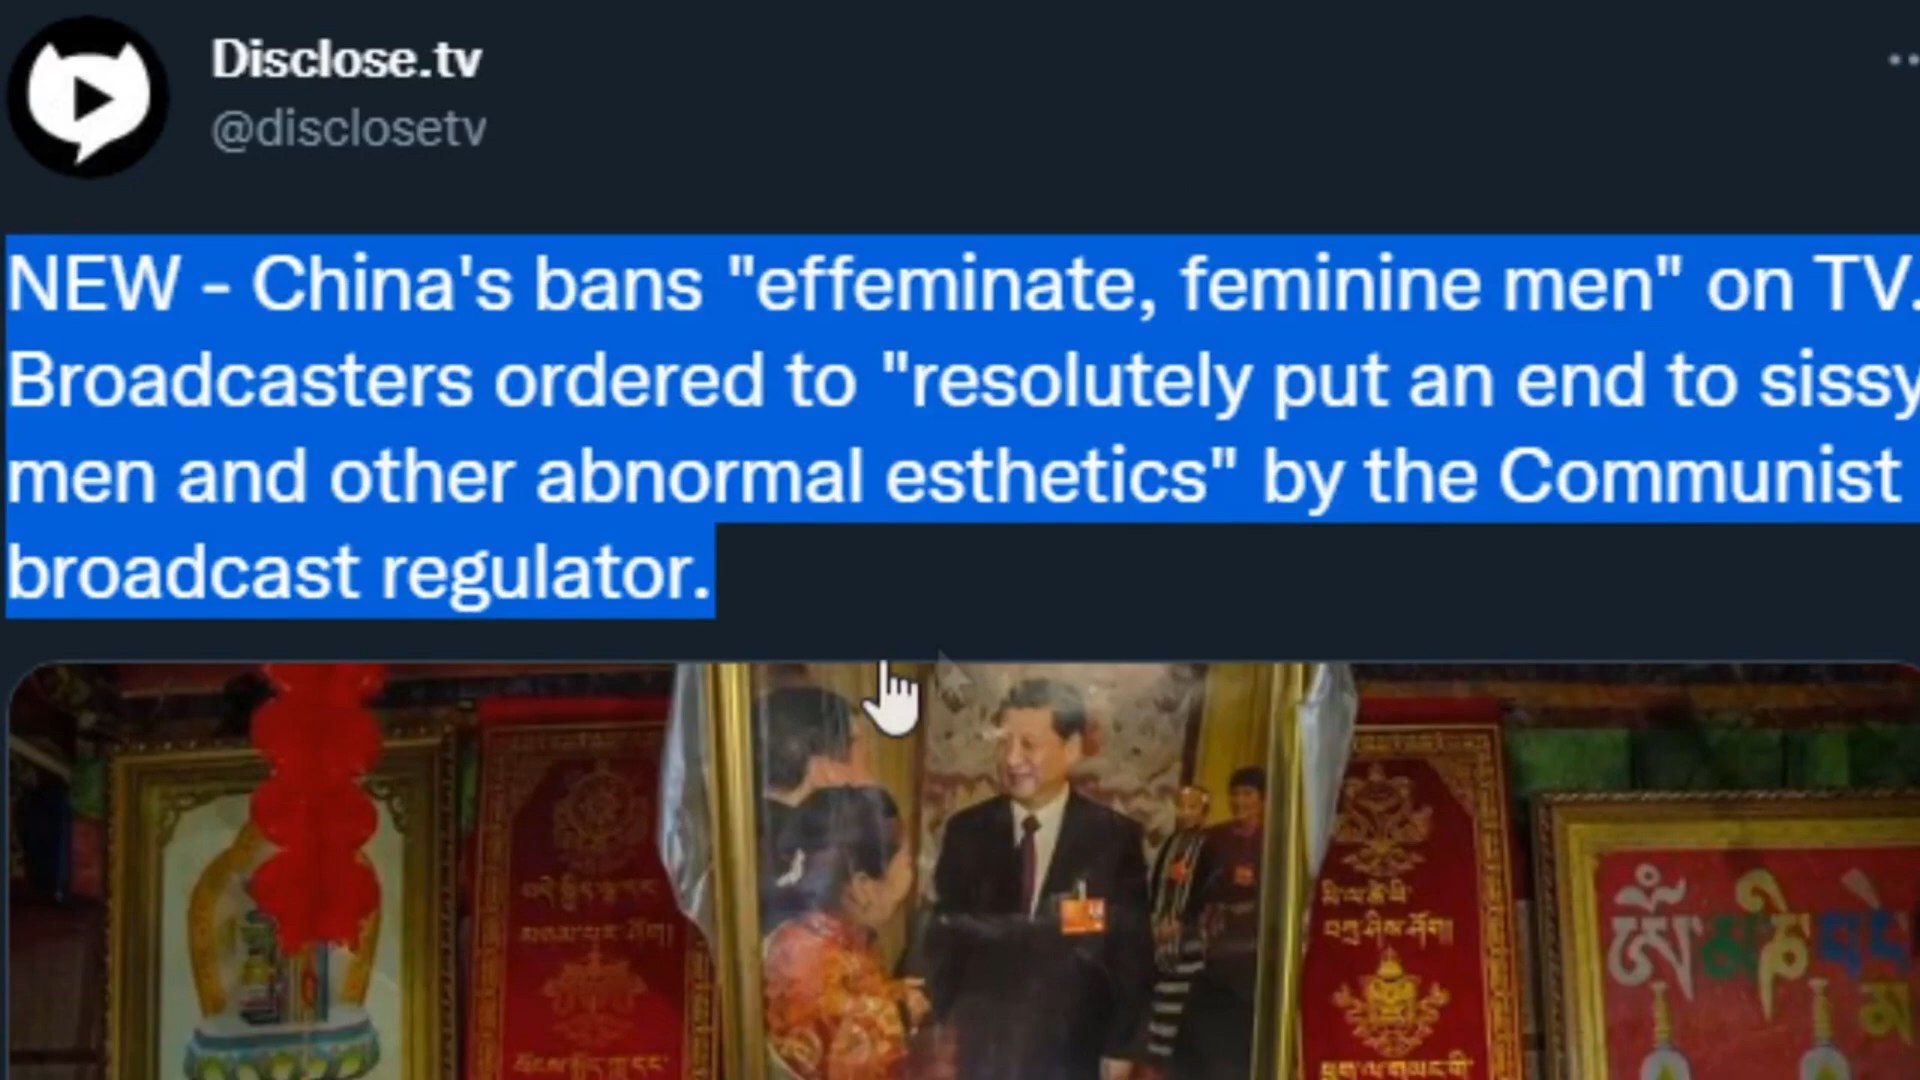 Disclose.tv
@disclosetv
NEW - China's bans "effeminate, feminine men" on TV.
Broadcasters ordered to "resolutely put an end to sissy
men and other abnormal esthetics" by the Communist
broadcast regulator.